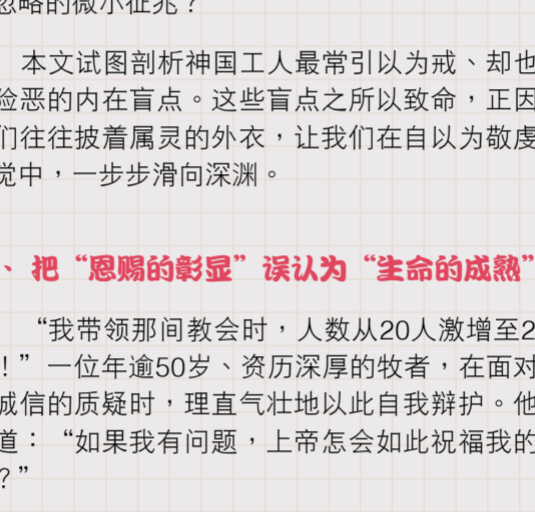 忽略的微小征兆？
本文试图剖析神国工人最常引以为戒、却也
险恶的内在盲点。这些盲点之所以致命，正因
们往往披着属灵的外衣，让我们在自以为敬虔
觉中，一步步滑向深渊。
、把“恩赐的彰显”误认为“生命的成熟”
“我带领那间教会时，人数从20人激增至2
！”一位年逾50岁、资历深厚的牧者，在面对
诚信的质疑时，理直气壮地以此自我辩护。他
道：“如果我有问题，上帝怎会如此祝福我的
？”